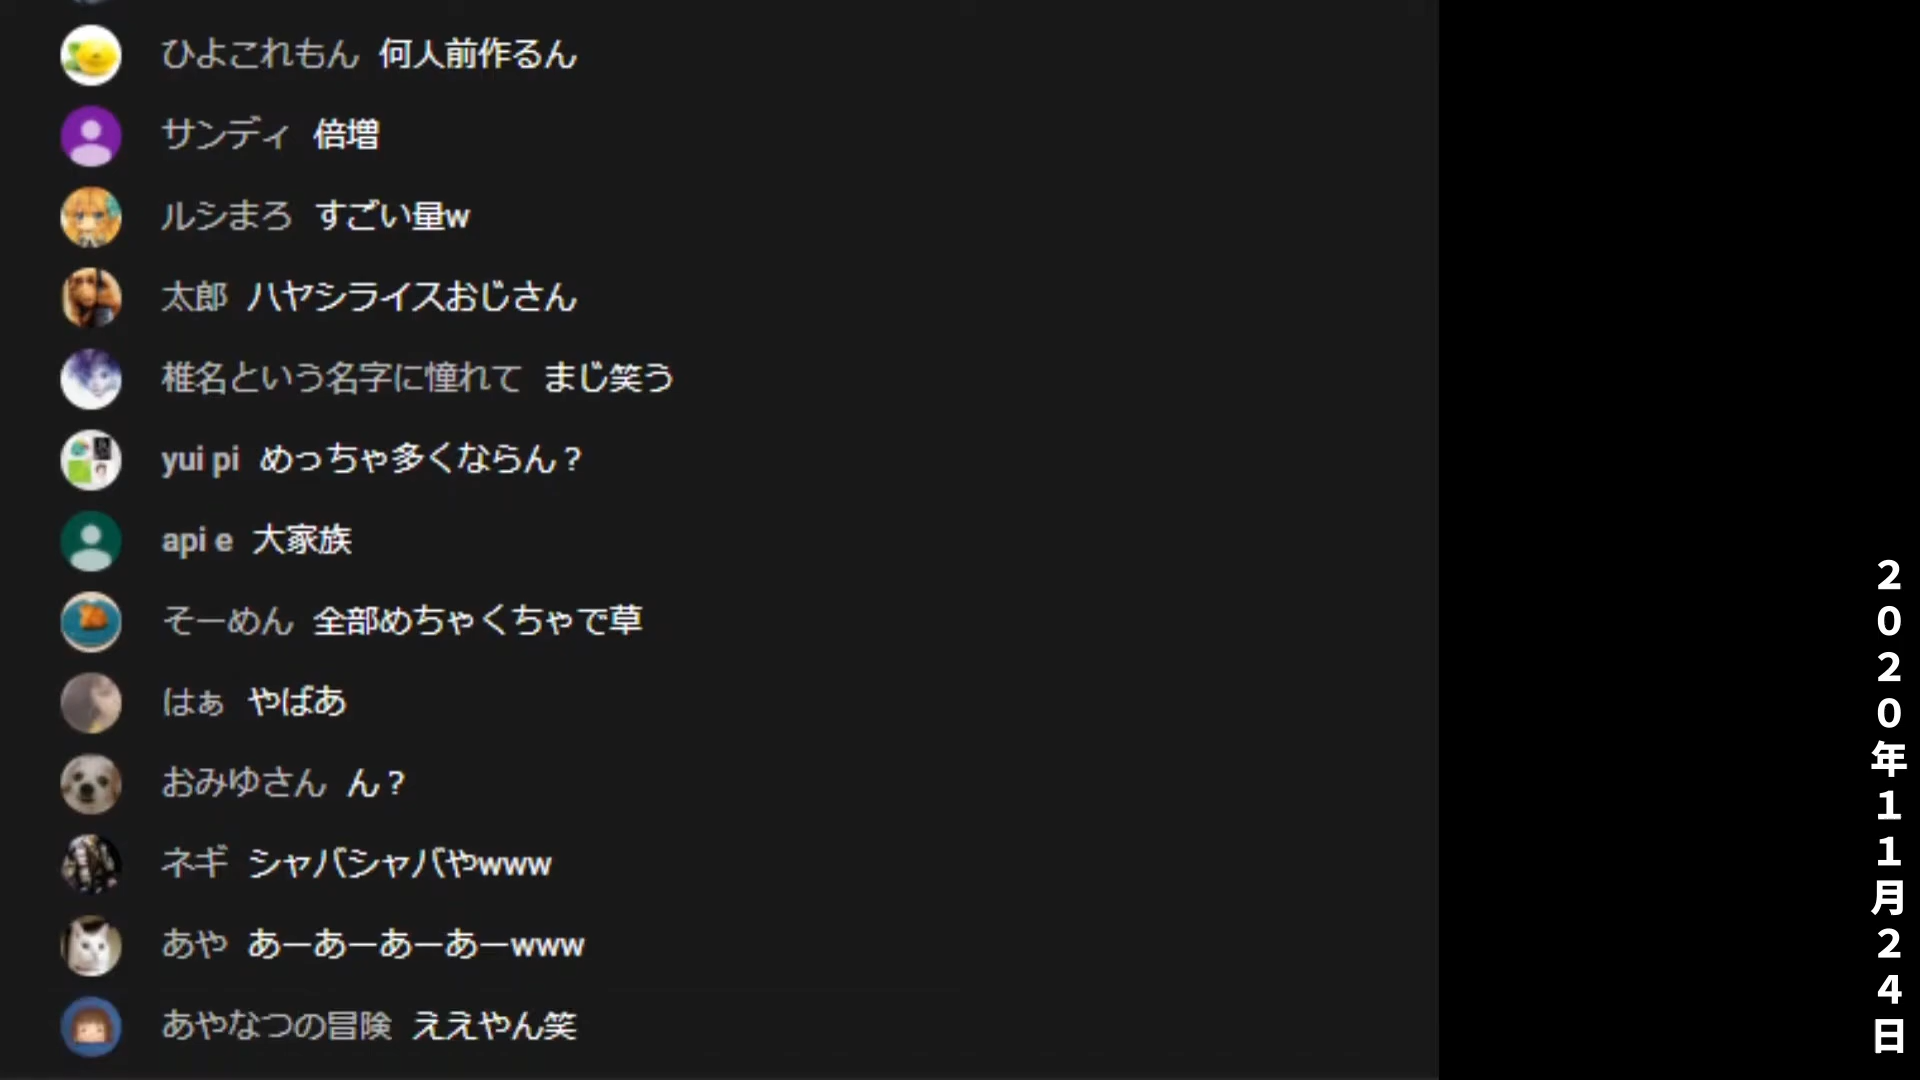 ひよこれもん 何人前作るん
サンディ 倍増
ルシまろ すごい量w
太郎 ハヤシライスおじさん
椎名という名字に憧れて まじ笑う
yui pi めっちゃ多くならん？
api e 大家族
そーめん 全部めちゃくちゃで草
はぁ やばあ
おみゆさん ん？
ネギ シャバシャバやwww
あや あーあーあーあーwww
あやなつの冒険 ええやん笑
２０２０年１１月２４日